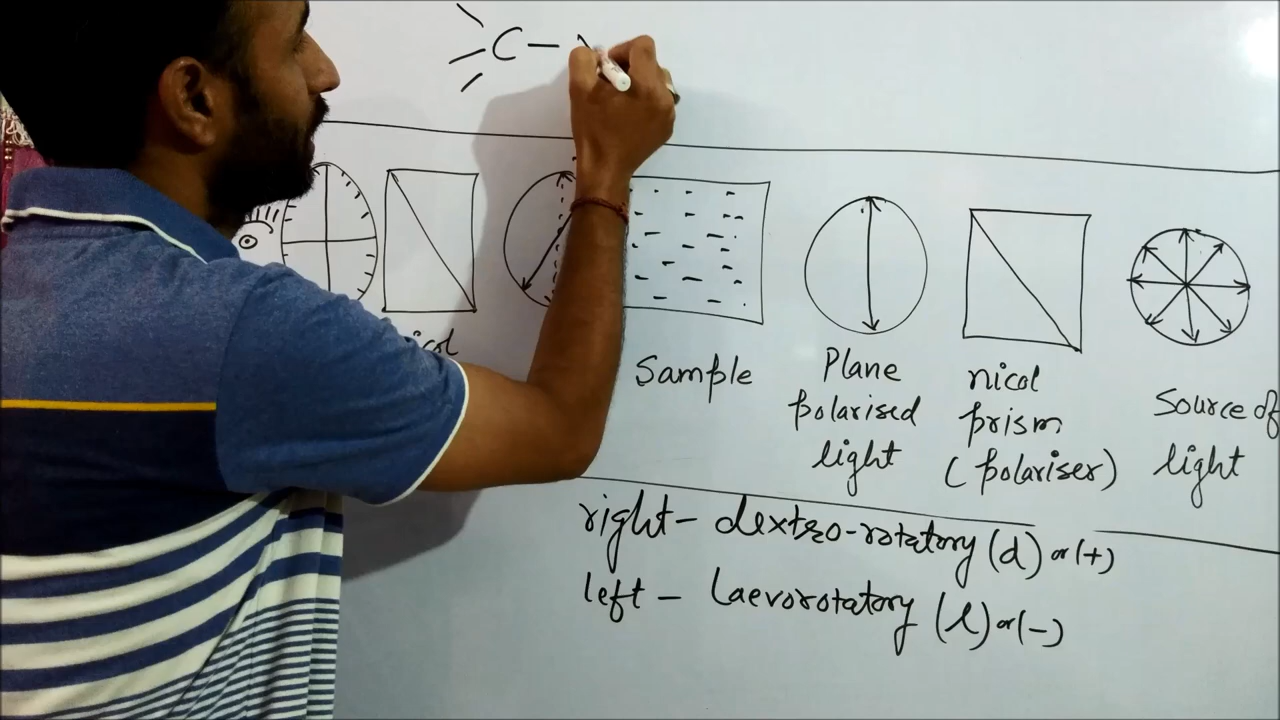 C –
Sample
Plane
polarised
light
nicol
prism
(polariser)
Source of
light
right – dextro-rotatory (d) or (+)
left – Laevorotatory (l) or (–)